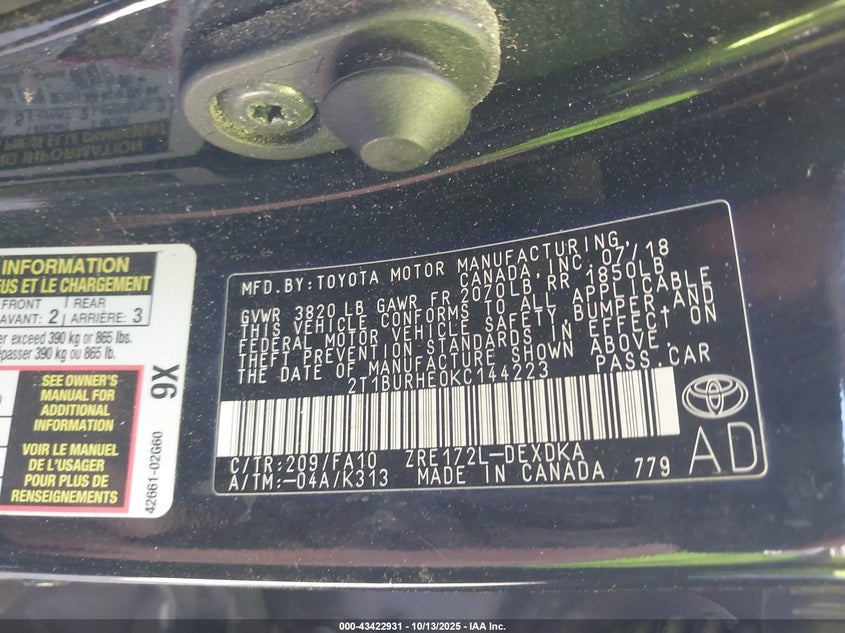 INFORMATION
TUS ET LE CHARGEMENT
FRONT
AVANT: 2
REAR
ARRIÈRE: 3
er exceed 390 kg or 865 lbs.
épasser 390 kg ou 865 lb.
SEE OWNER'S
MANUAL FOR
ADDITIONAL
INFORMATION
VOIR LE MANUEL
DE L'USAGER
POUR PLUS DE
RENSEIGNEMENTS
9X
42661-02G60
MFD.BY:TOYOTA MOTOR MANUFACTURING,
CANADA,INC. 07/18
GVWR 3820 LB GAWR FR 2070LB RR 1850LB
THIS VEHICLE CONFORMS TO ALL APPLICABLE
FEDERAL MOTOR VEHICLE SAFETY, BUMPER AND
THEFT PREVENTION STANDARDS IN EFFECT ON
THE DATE OF MANUFACTURE SHOWN ABOVE.
2T1BURHE0KC144223 PASS.CAR
C/TR:209/FA10 ZRE172L-DEXDKA
A/TM:-04A/K313 MADE IN CANADA 779
AD
000-43422931 - 10/13/2025 - IAA Inc.